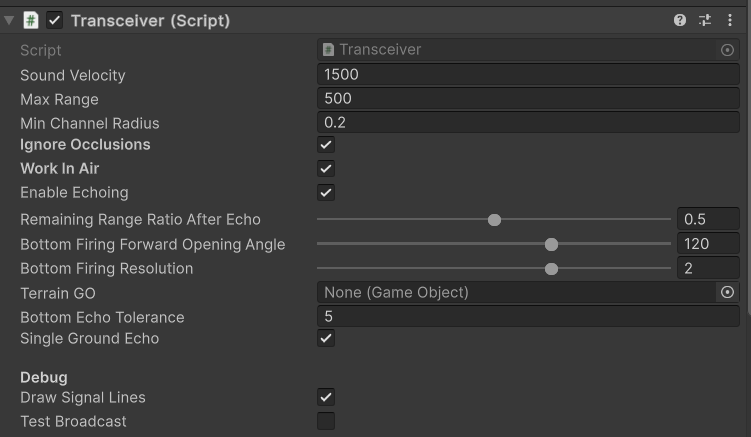 Transceiver (Script)
Script Transceiver
Sound Velocity 1500
Max Range 500
Min Channel Radius 0.2
Ignore Occlusions
Work In Air
Enable Echoing
Remaining Range Ratio After Echo 0.5
Bottom Firing Forward Opening Angle 120
Bottom Firing Resolution 2
Terrain GO None (Game Object)
Bottom Echo Tolerance 5
Single Ground Echo
Debug
Draw Signal Lines
Test Broadcast